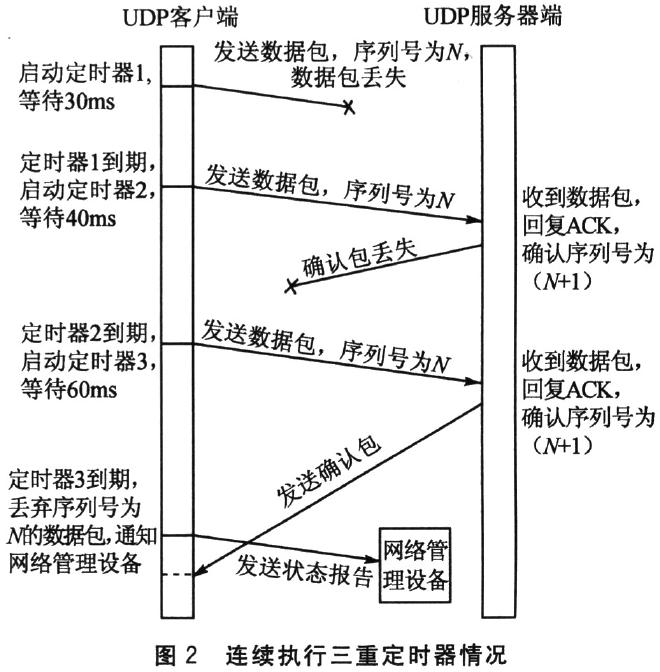 UDP客户端
UDP服务器端
发送数据包，序列号为N，
数据包丢失
启动定时器1，
等待30ms
定时器1到期，
启动定时器2，
等待40ms
发送数据包，序列号为N
收到数据包，
回复ACK，
确认序列号为
（N+1）
确认包丢失
定时器2到期，
启动定时器3，
等待60ms
发送数据包，序列号为N
收到数据包，
回复ACK，
确认序列号为
（N+1）
发送确认包
定时器3到期，
丢弃序列号为
N的数据包，通知
网络管理设备
发送状态报告
网络管
理设备
图 2 连续执行三重定时器情况